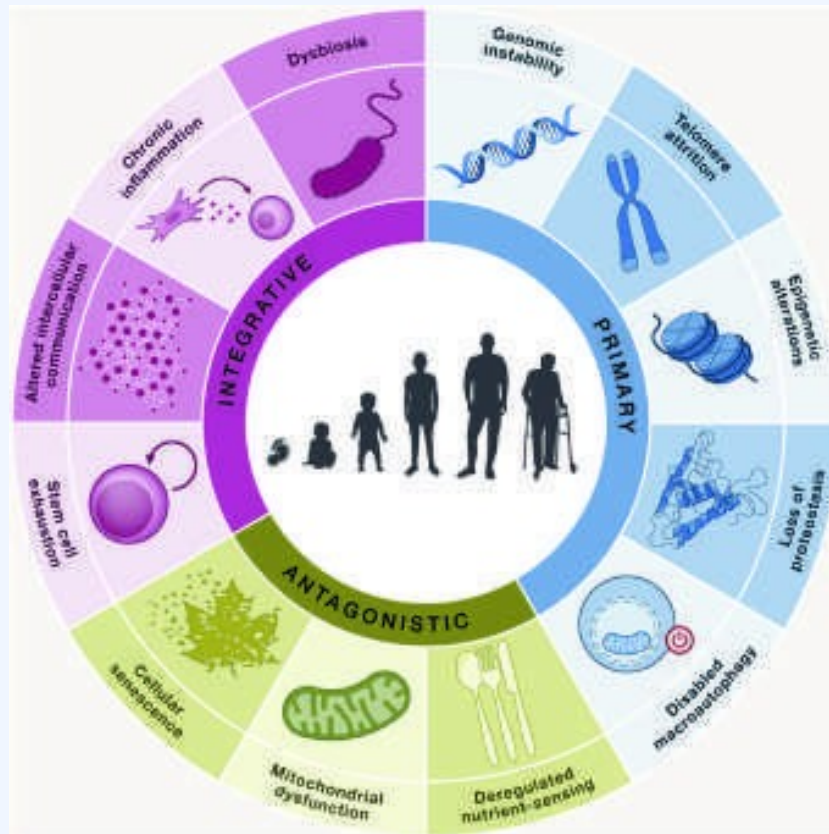 Genomic
instability
Telomere
attrition
Epigenetic
alterations
Loss of
proteostasis
Disabled
macroautophagy
Deregulated
nutrient-sensing
Mitochondrial
dysfunction
Cellular
senescence
Stem cell
exhaustion
Altered intercellular
communication
Chronic
inflammation
Dysbiosis
PRIMARY
ANTAGONISTIC
INTEGRATIVE